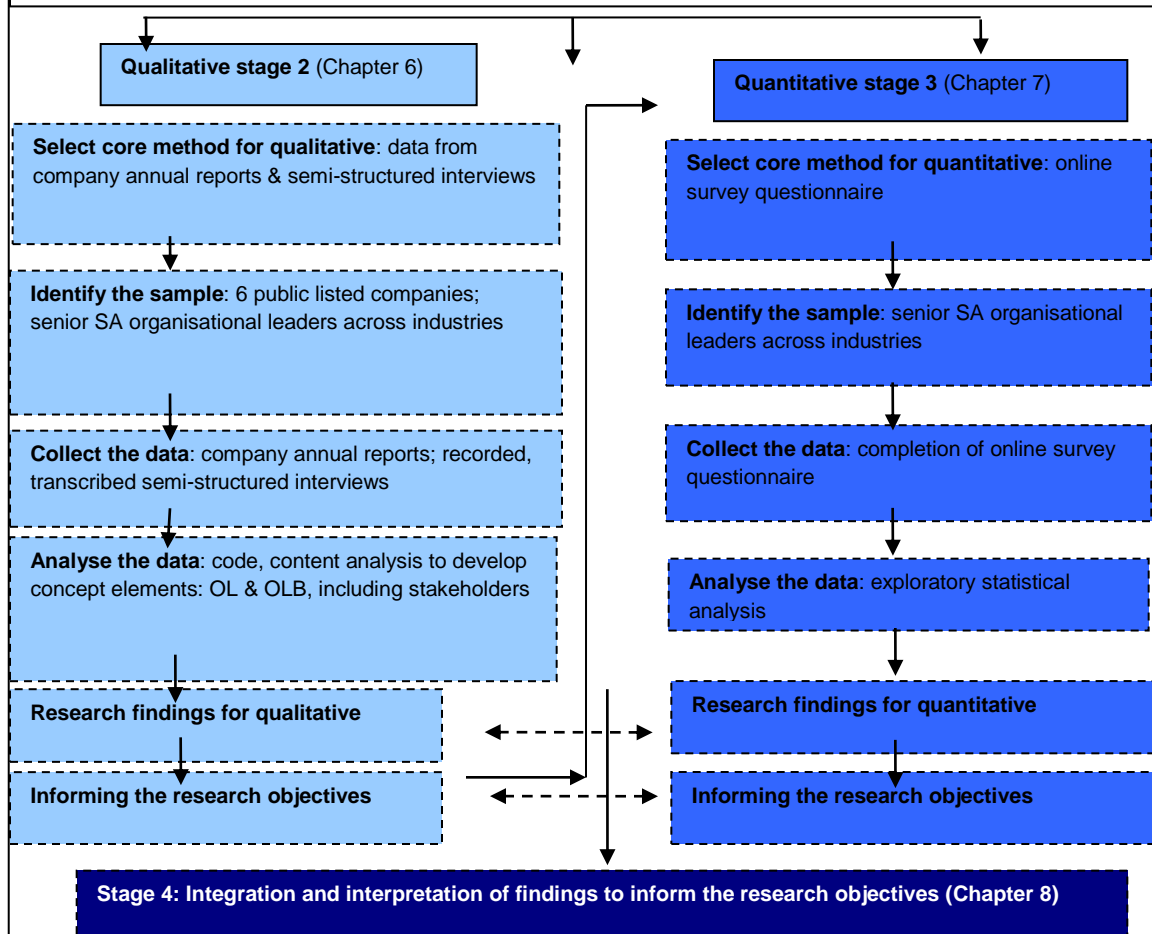 Qualitative stage 2 (Chapter 6)
Select core method for qualitative: data from
company annual reports & semi-structured interviews
Identify the sample: 6 public listed companies;
senior SA organisational leaders across industries
Collect the data: company annual reports; recorded,
transcribed semi-structured interviews
Analyse the data: code, content analysis to develop
concept elements: OL & OLB, including stakeholders
Research findings for qualitative
Informing the research objectives
Quantitative stage 3 (Chapter 7)
Select core method for quantitative: online
survey questionnaire
Identify the sample: senior SA organisational
leaders across industries
Collect the data: completion of online survey
questionnaire
Analyse the data: exploratory statistical
analysis
Research findings for quantitative
Informing the research objectives
Stage 4: Integration and interpretation of findings to inform the research objectives (Chapter 8)